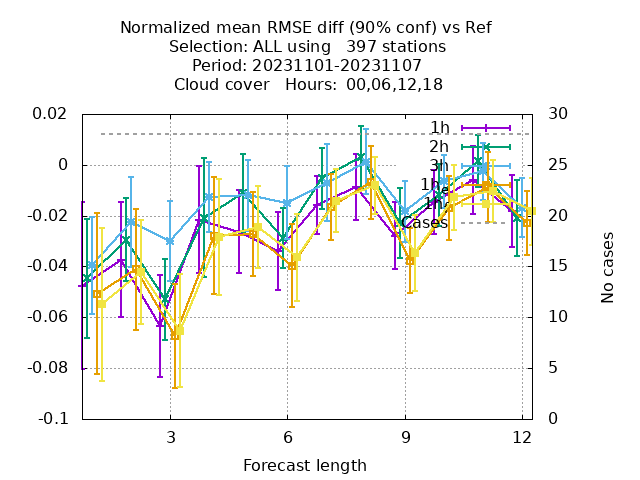 Normalized mean RMSE diff (90% conf) vs Ref
Selection: ALL using   397 stations
Period: 20231101-20231107
Cloud cover   Hours:  00,06,12,18
0.02
0
-0.02
-0.04
-0.06
-0.08
-0.1
30
25
20
15
10
5
0
1h
2h
3h
1h
1h
Cases
3
6
9
12
No cases
Forecast length